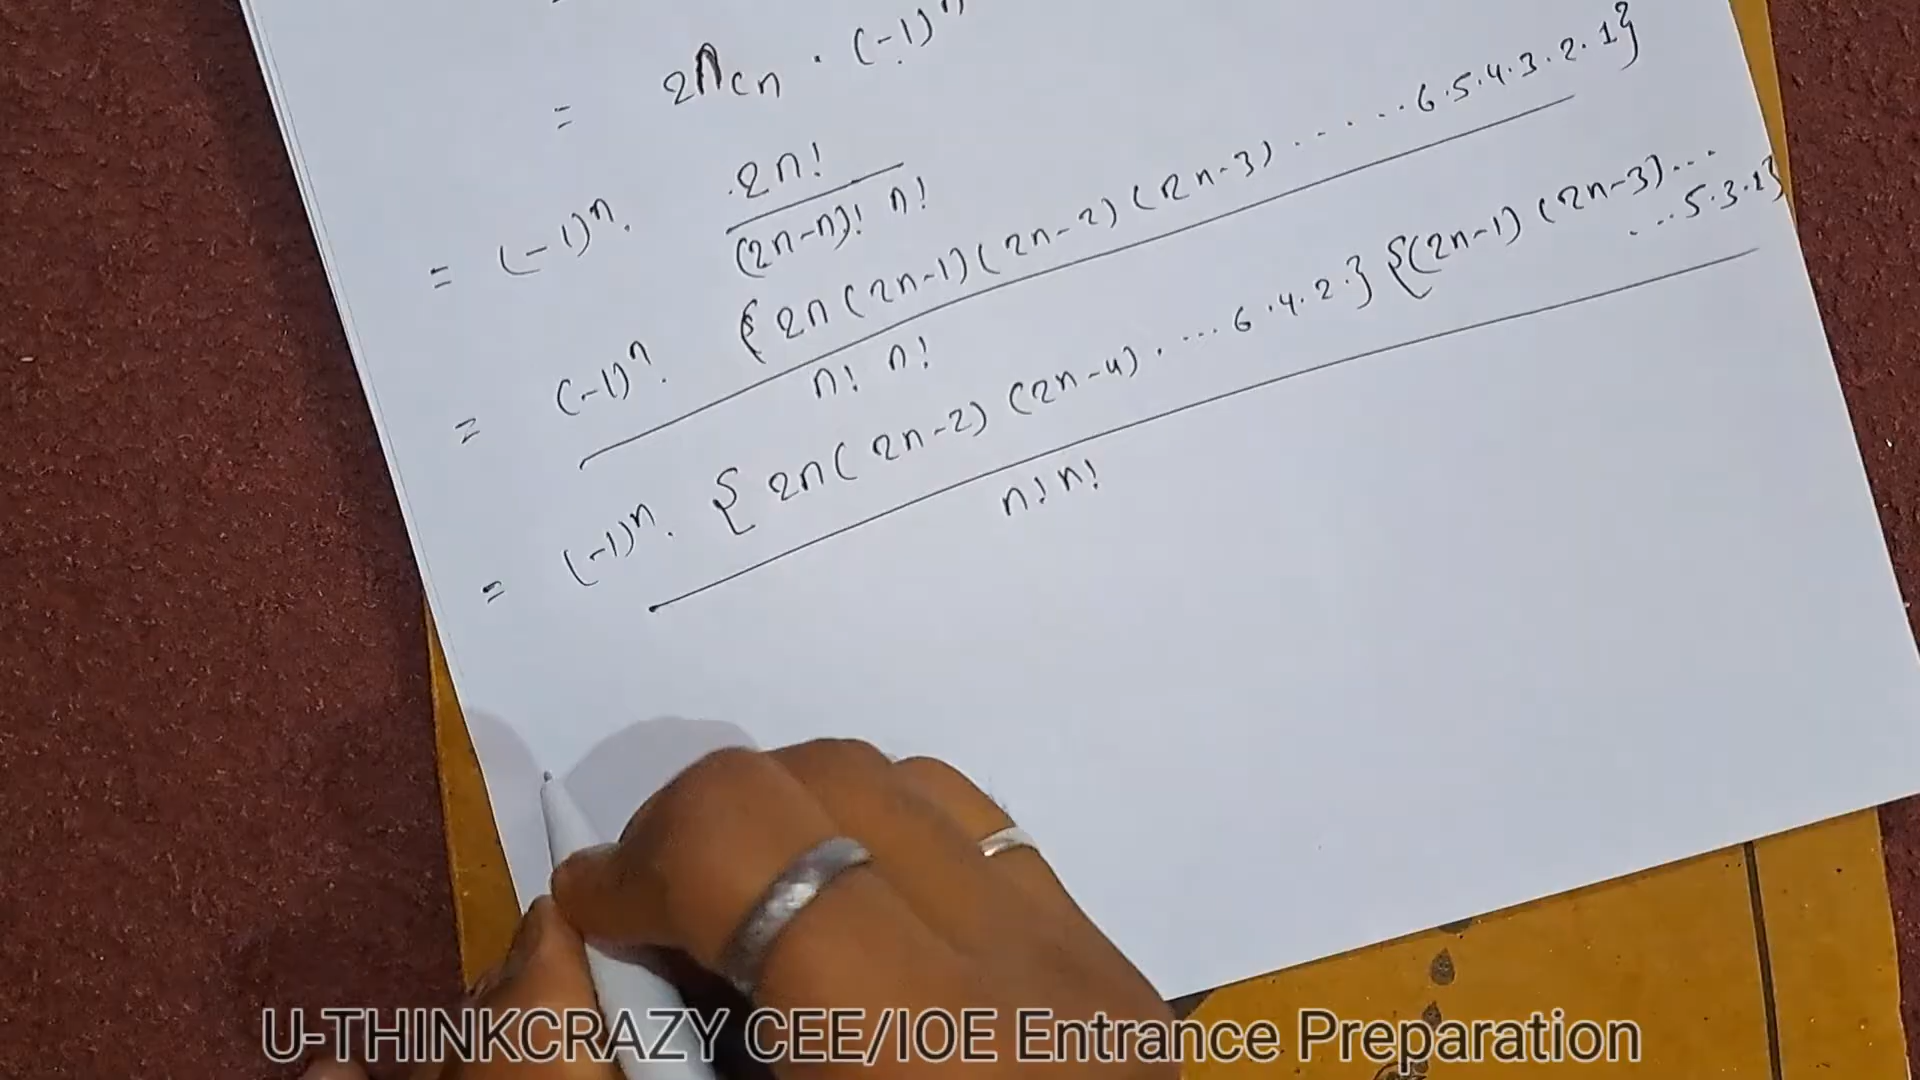 = 2nCn . (-1)^n
= (-1)^n . 2n! / (2n-n)! n!
= (-1)^n . {2n(2n-1)(2n-2)(2n-3)......6.5.4.3.2.1} / n! n!
= (-1)^n . {2n(2n-2)(2n-4)....6.4.2.}{(2n-1)(2n-3).....5.3.1} / n! n!
U-THINKCRAZY CEE/IOE Entrance Preparation